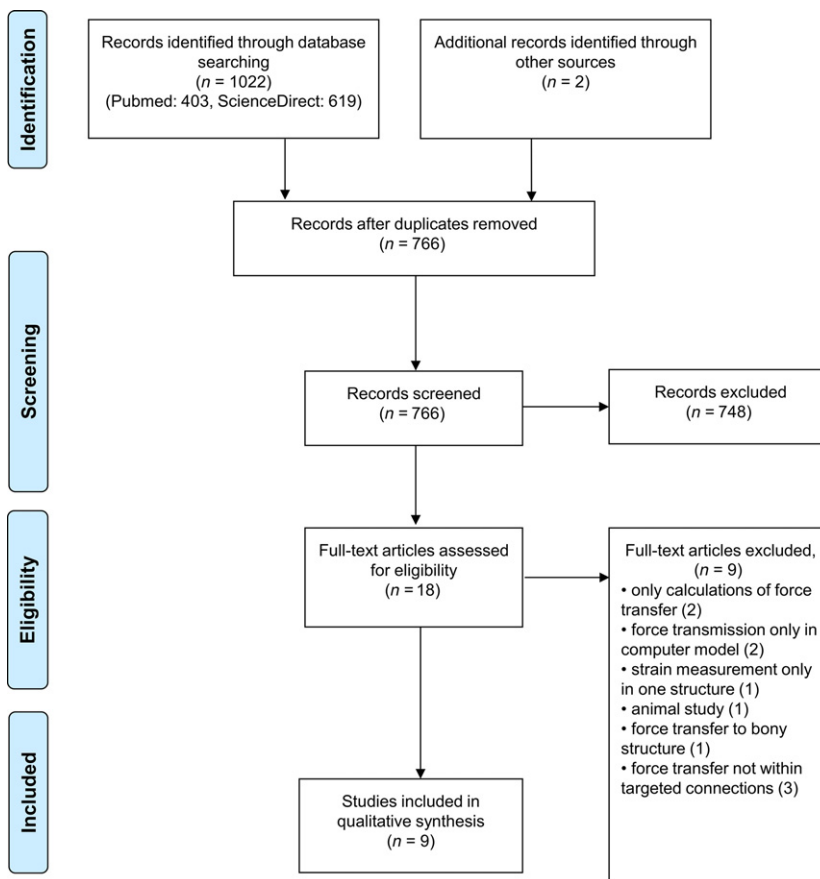 Identification
Records identified through database
searching
(n = 1022)
(Pubmed: 403, ScienceDirect: 619)
Additional records identified through
other sources
(n = 2)
Records after duplicates removed
(n = 766)
Screening
Records screened
(n = 766)
Records excluded
(n = 748)
Eligibility
Full-text articles assessed
for eligibility
(n = 18)
Full-text articles excluded,
(n = 9)
• only calculations of force
transfer (2)
• force transmission only in
computer model (2)
• strain measurement only
in one structure (1)
• animal study (1)
• force transfer to bony
structure (1)
• force transfer not within
targeted connections (3)
Included
Studies included in
qualitative synthesis
(n = 9)